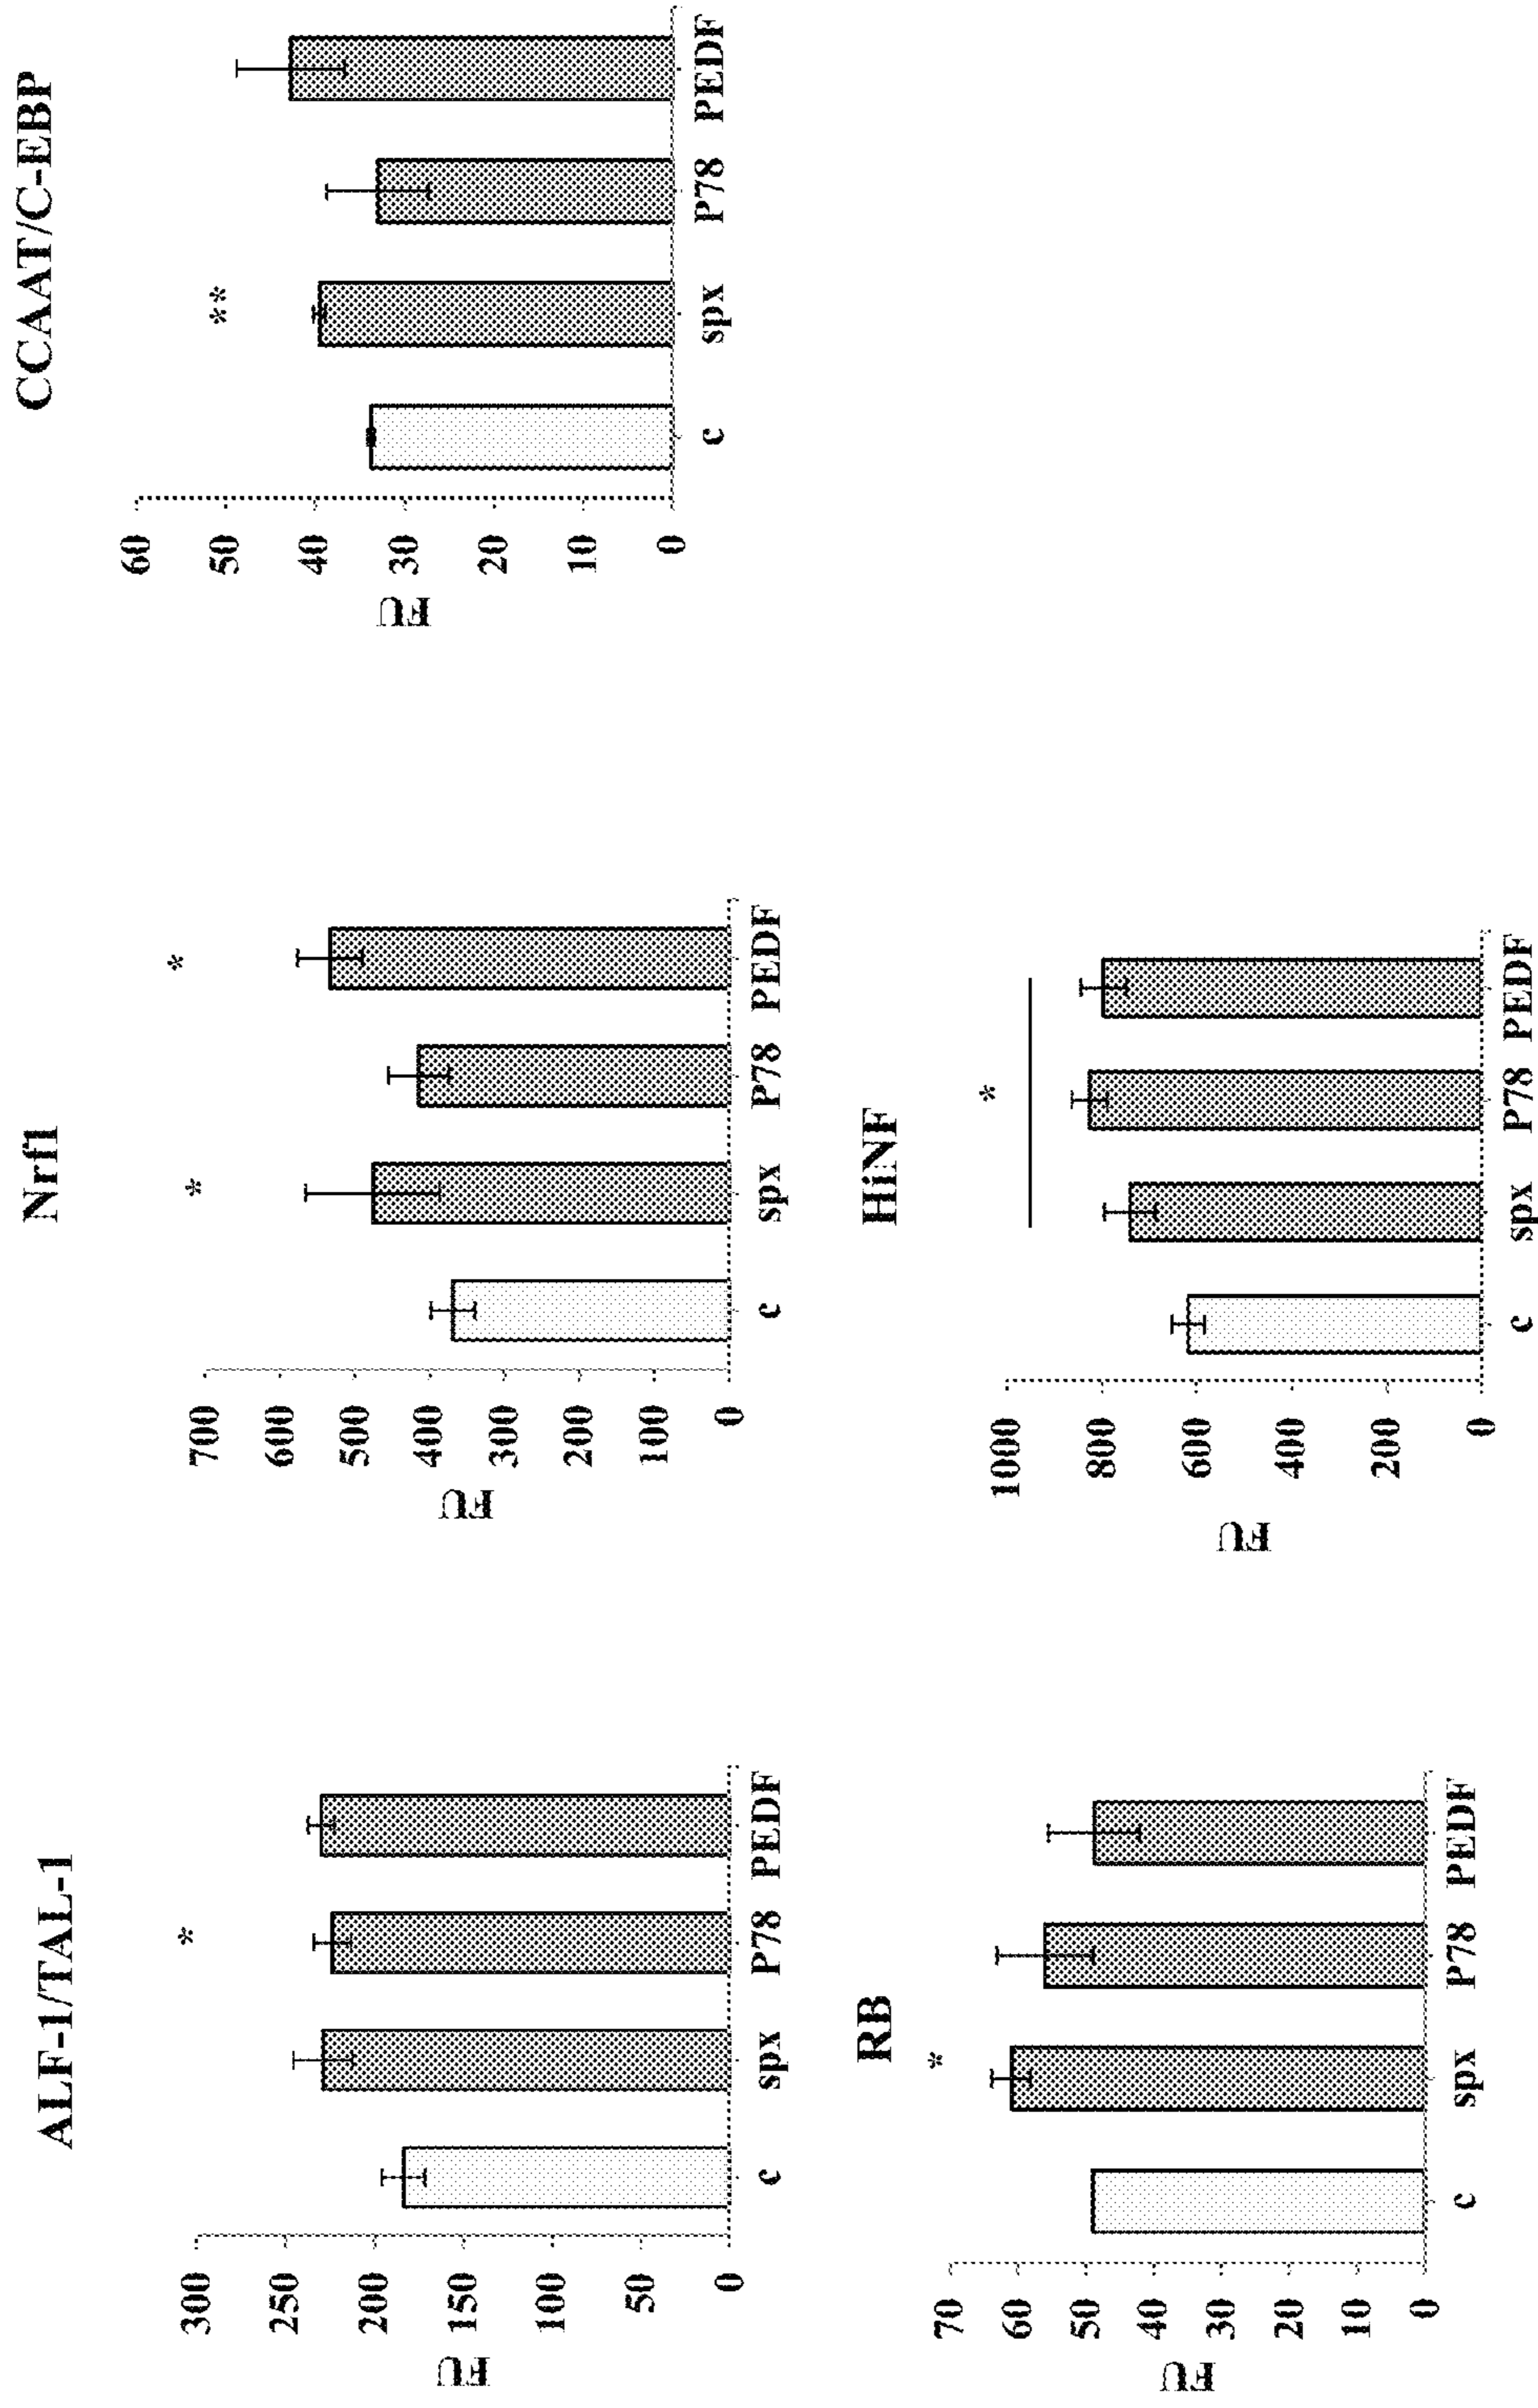 ALF-1/TAL-1
*
300
250
200
150
100
50
0
FU
c spx P78 PEDF
Nrf1
* *
700
600
500
400
300
200
100
0
FU
c spx P78 PEDF
CCAAT/C-EBP
**
60
50
40
30
20
10
0
FU
c spx P78 PEDF
RB
*
70
60
50
40
30
20
10
0
FU
c spx P78 PEDF
HiNF
*
1000
800
600
400
200
0
FU
c spx P78 PEDF